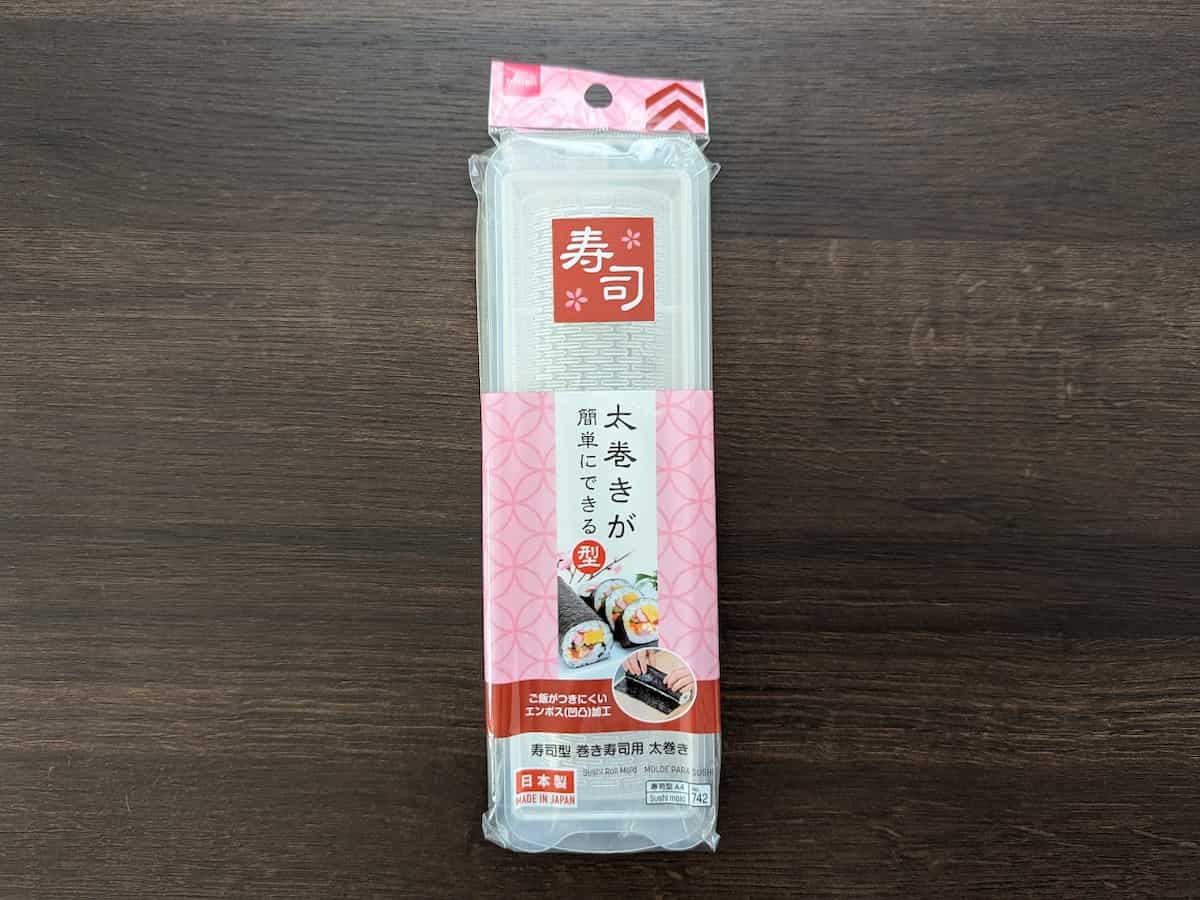 寿司
太巻きが
簡単にできる
型
ご飯がつきにくい
エンボス(凹凸)加工
寿司型 巻き寿司用 太巻き
Sushi Roll Mold MOLDE PARA SUSHI
日本製
MADE IN JAPAN
寿司型 A4
Sushi mold
No.
742